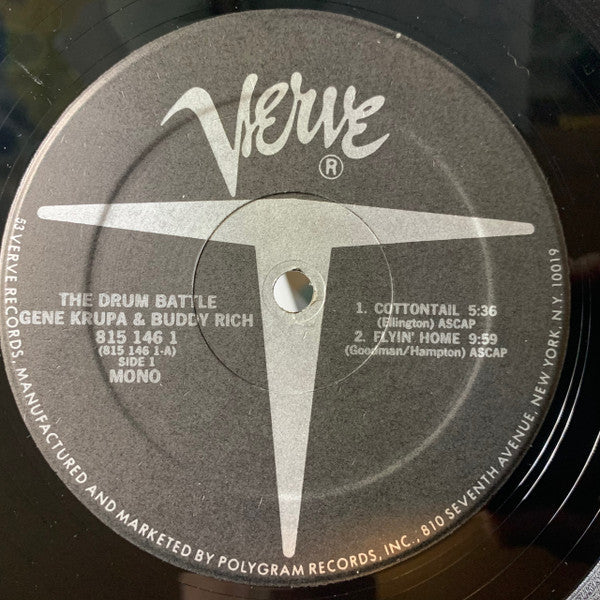 Verve
®
THE DRUM BATTLE
GENE KRUPA & BUDDY RICH
815 146 1
(815 146 1-A)
SIDE 1
MONO
1. COTTONTAIL 5:36
(Ellington) ASCAP
2. FLYIN' HOME 9:59
(Goodman/Hampton) ASCAP
53 VERVE RECORDS, MANUFACTURED AND MARKETED BY POLYGRAM RECORDS, INC., 810 SEVENTH AVENUE, NEW YORK, N.Y. 10019